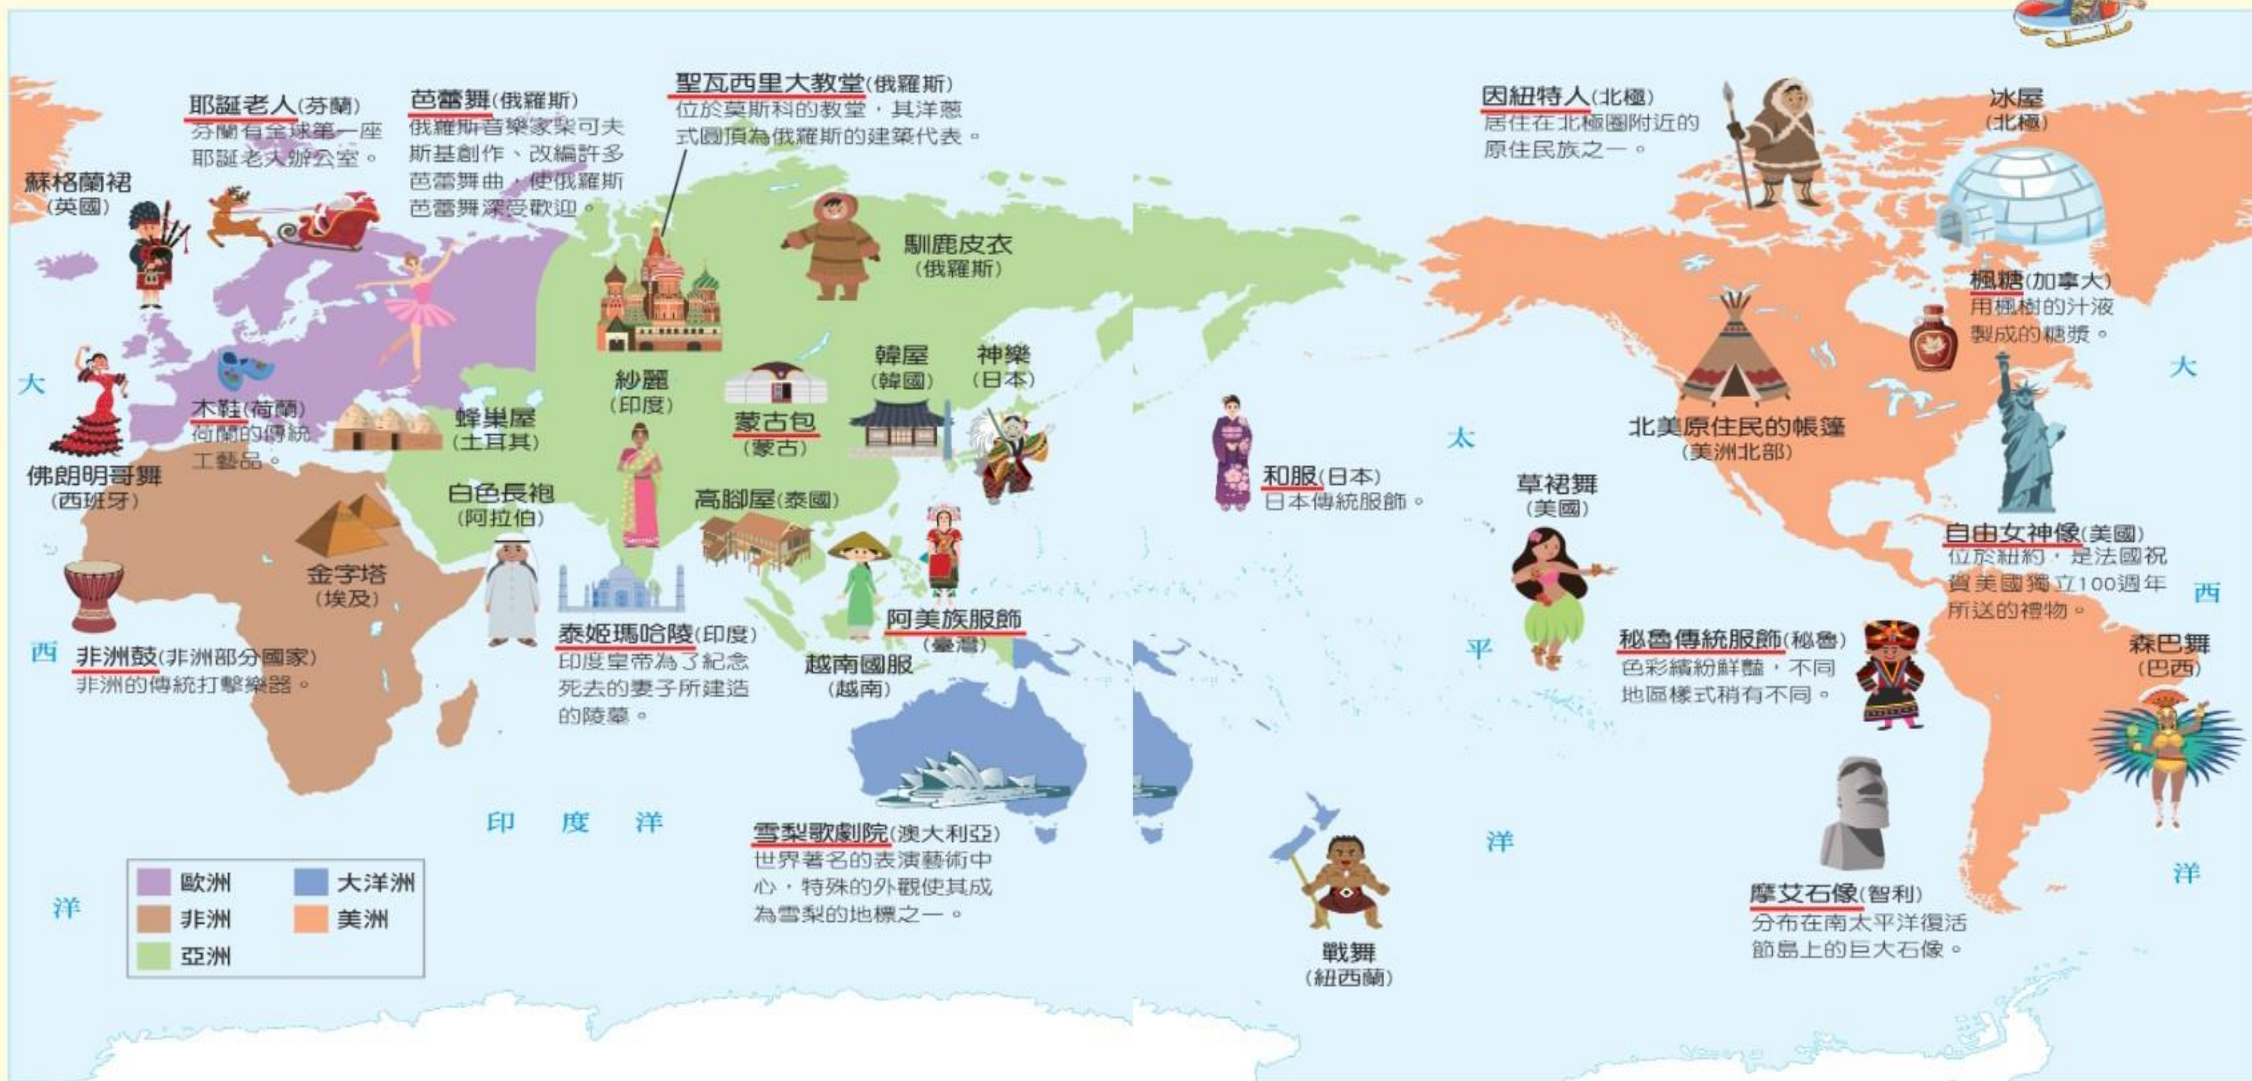 耶誕老人(芬蘭)
芬蘭有全球第一座
耶誕老人辦公室。
芭蕾舞(俄羅斯)
俄羅斯音樂家柴可夫
斯基創作、改編許多
芭蕾舞曲,使俄羅斯
芭蕾舞深受歡迎。
聖瓦西里大教堂(俄羅斯)
位於莫斯科的教堂,其洋蔥
式圓頂為俄羅斯的建築代表。
因紐特人(北極)
居住在北極圈附近的
原住民族之一。
冰屋
(北極)
蘇格蘭裙
(英國)
馴鹿皮衣
(俄羅斯)
楓糖(加拿大)
用楓樹的汁液
製成的糖漿。
大
木鞋(荷蘭)
荷蘭的傳統
工藝品。
蜂巢屋
(土耳其)
紗麗
(印度)
蒙古包
(蒙古)
韓屋
(韓國)
神樂
(日本)
太
北美原住民的帳篷
(美洲北部)
大
佛朗明哥舞
(西班牙)
白色長袍
(阿拉伯)
高腳屋(泰國)
和服(日本)
日本傳統服飾。
草裙舞
(美國)
自由女神像(美國)
位於紐約,是法國祝
賀美國獨立100週年
所送的禮物。
西
金字塔
(埃及)
西
非洲鼓(非洲部分國家)
非洲的傳統打擊樂器。
泰姬瑪哈陵(印度)
印度皇帝為了紀念
死去的妻子所建造
的陵墓。
阿美族服飾
(臺灣)
越南國服
(越南)
平
秘魯傳統服飾(秘魯)
色彩繽紛鮮豔,不同
地區樣式稍有不同。
森巴舞
(巴西)
印度洋
雪梨歌劇院(澳大利亞)
世界著名的表演藝術中
心,特殊的外觀使其成
為雪梨的地標之一。
洋
洋
摩艾石像(智利)
分布在南太平洋復活
節島上的巨大石像。
戰舞
(紐西蘭)
洋
歐洲
大洋洲
非洲
美洲
亞洲